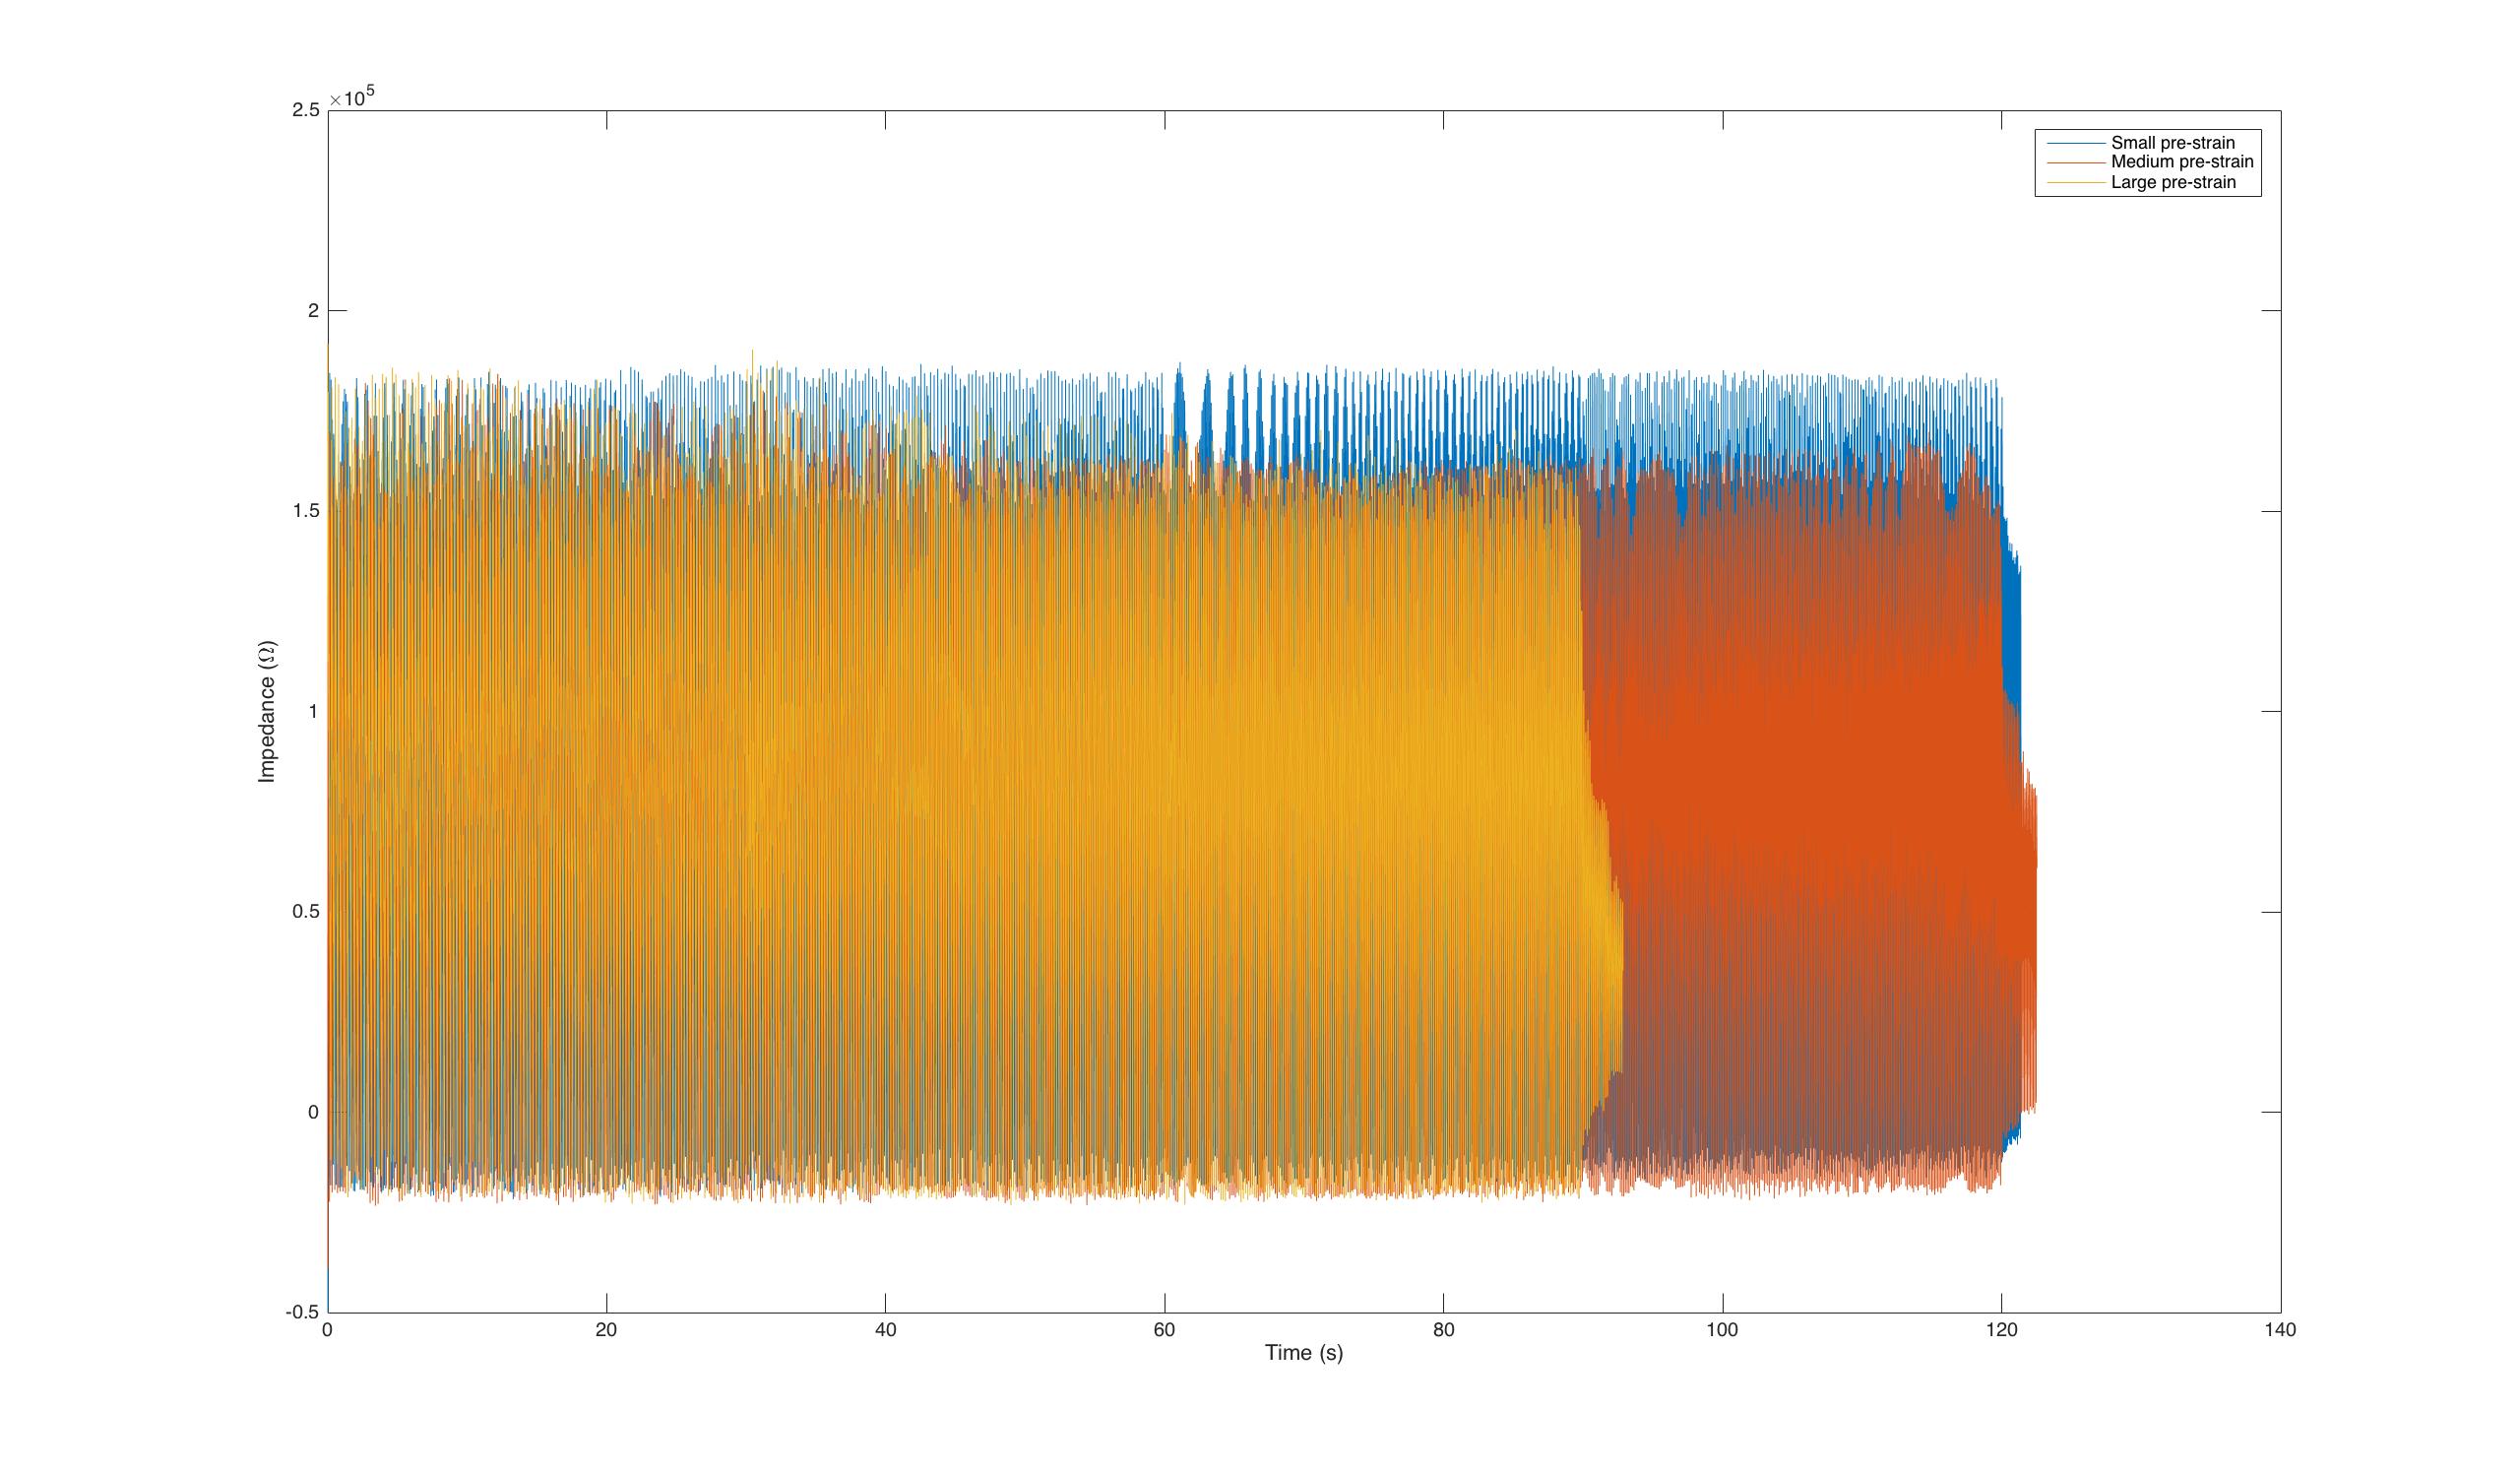 ×10^5
2.5
2
1.5
1
0.5
0
-0.5
Impedance (Ω)
0 20 40 60 80 100 120 140
Time (s)
Small pre-strain
Medium pre-strain
Large pre-strain